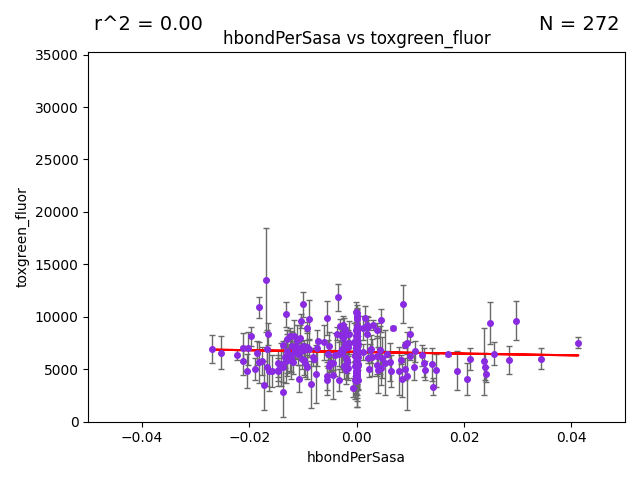 r^2 = 0.00
N = 272
hbondPerSasa vs toxgreen_fluor
35000
30000
25000
20000
15000
10000
5000
0
toxgreen_fluor
−0.04
−0.02
0.00
0.02
0.04
hbondPerSasa